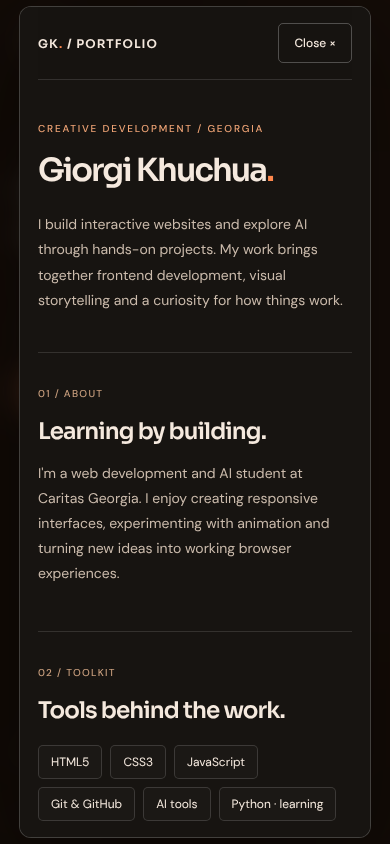 GK. / PORTFOLIO
Close ×
CREATIVE DEVELOPMENT / GEORGIA
Giorgi Khuchua.
I build interactive websites and explore AI
through hands-on projects. My work brings
together frontend development, visual
storytelling and a curiosity for how things work.
01 / ABOUT
Learning by building.
I'm a web development and AI student at
Caritas Georgia. I enjoy creating responsive
interfaces, experimenting with animation and
turning new ideas into working browser
experiences.
02 / TOOLKIT
Tools behind the work.
HTML5 CSS3 JavaScript
Git & GitHub AI tools Python · learning